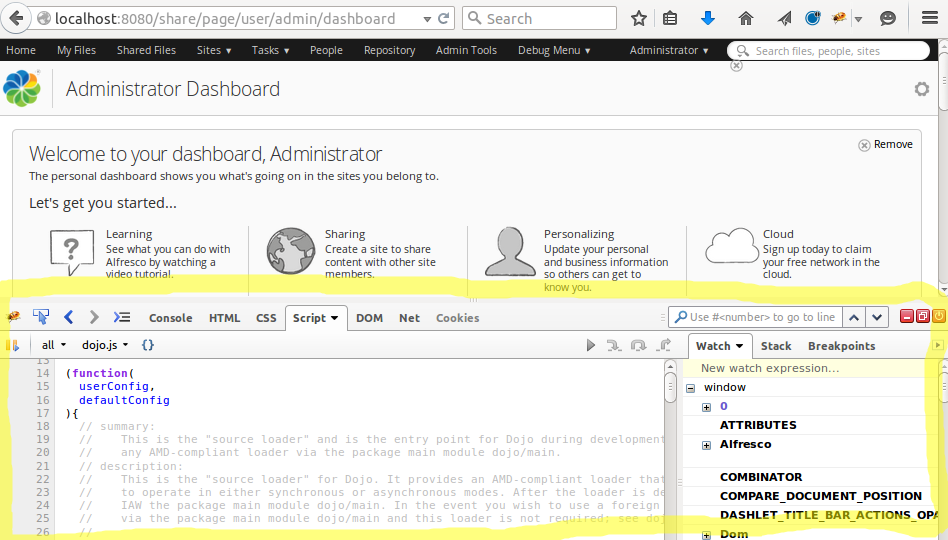 localhost:8080/share/page/user/admin/dashboard
Search
Home My Files Shared Files Sites Tasks People Repository Admin Tools Debug Menu Administrator Search files, people, sites
Administrator Dashboard
Welcome to your dashboard, Administrator
Remove
The personal dashboard shows you what's going on in the sites you belong to.
Let's get you started...
Learning
See what you can do with
Alfresco by watching a
video tutorial.
Sharing
Create a site to share
content with other site
members.
Personalizing
Update your personal
and business information
so others can get to
know you.
Cloud
Sign up today to claim
your free network in the
cloud.
Console HTML CSS Script DOM Net Cookies Use #<number> to go to line
all dojo.js {} Watch Stack Breakpoints
13
14 (function(
15 userConfig,
16 defaultConfig
17 ){
18 // summary:
19 // This is the "source loader" and is the entry point for Dojo during development
20 // any AMD-compliant loader via the package main module dojo/main.
21 // description:
22 // This is the "source loader" for Dojo. It provides an AMD-compliant loader that
23 // to operate in either synchronous or asynchronous modes. After the loader is de
24 // IAW the package main module dojo/main. In the event you wish to use a foreign
25 // via the package main module dojo/main and this loader is not required: see doj
26 //
New watch expression...
window
0
ATTRIBUTES
Alfresco
COMBINATOR
COMPARE_DOCUMENT_POSITION
DASHLET_TITLE_BAR_ACTIONS_OPA
Dom